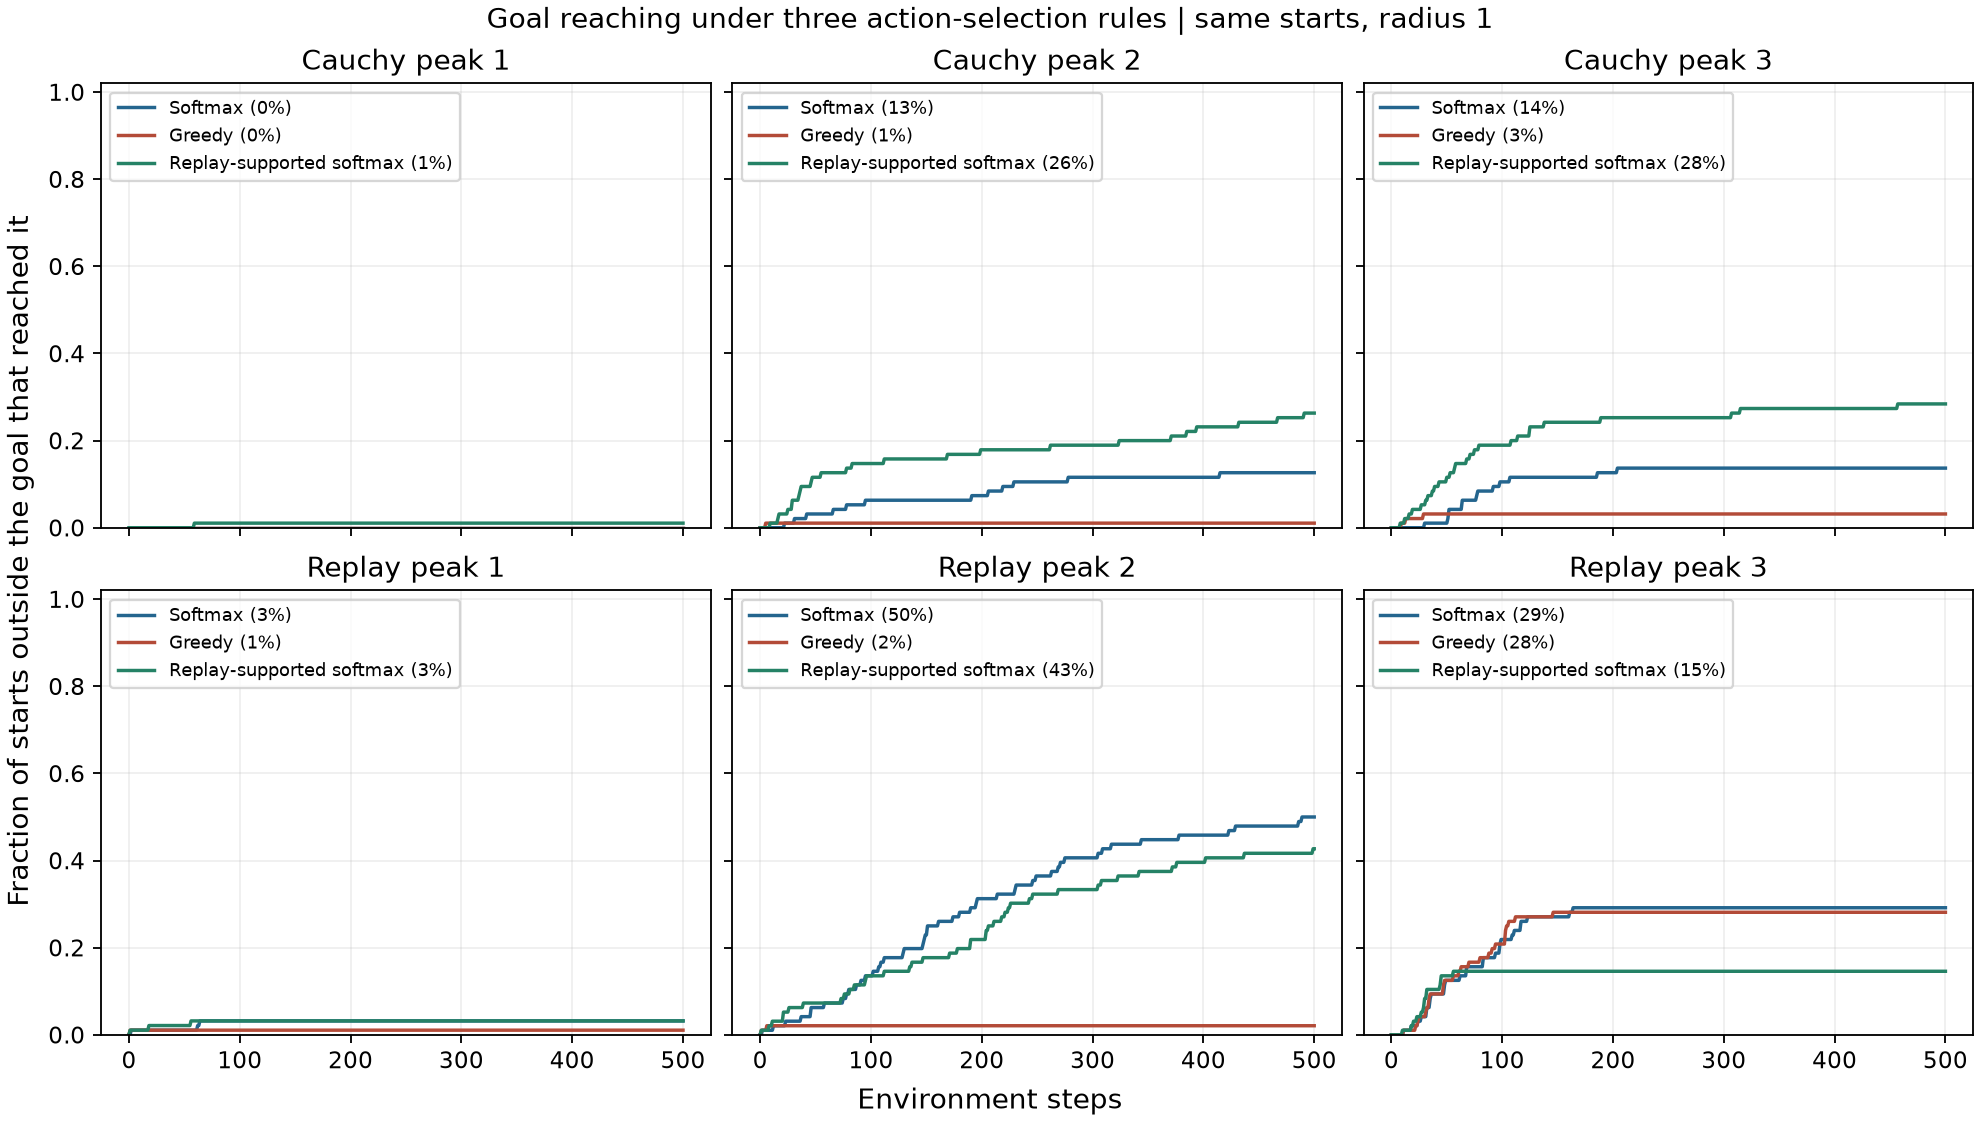 Goal reaching under three action-selection rules | same starts, radius 1
Fraction of starts outside the goal that reached it
Cauchy peak 1
1.0
0.8
0.6
0.4
0.2
0.0
Softmax (0%)
Greedy (0%)
Replay-supported softmax (1%)
Cauchy peak 2
Softmax (13%)
Greedy (1%)
Replay-supported softmax (26%)
Cauchy peak 3
Softmax (14%)
Greedy (3%)
Replay-supported softmax (28%)
Replay peak 1
1.0
0.8
0.6
0.4
0.2
0.0
Softmax (3%)
Greedy (1%)
Replay-supported softmax (3%)
0 100 200 300 400 500
Replay peak 2
Softmax (50%)
Greedy (2%)
Replay-supported softmax (43%)
0 100 200 300 400 500
Replay peak 3
Softmax (29%)
Greedy (28%)
Replay-supported softmax (15%)
0 100 200 300 400 500
Environment steps